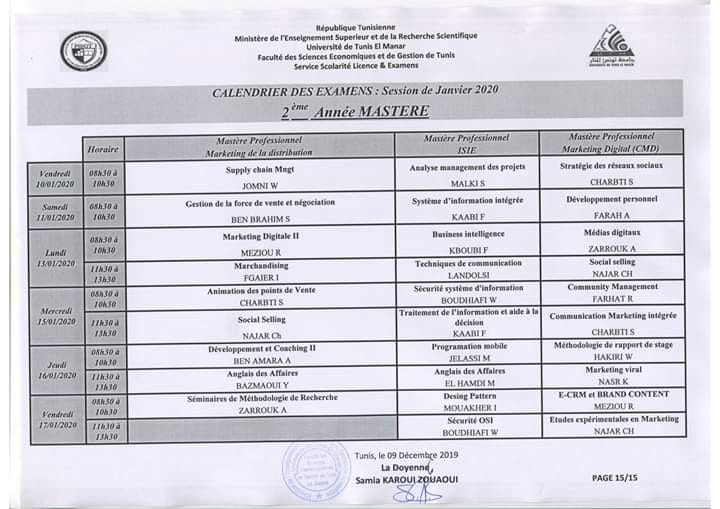 République Tunisienne
Ministère de l'Enseignement Superieur et de la Recherche Scientifique
Université de Tunis El Manar
Faculté des Sciences Economiques et de Gestion de Tunis
Service Scolarité Licence & Examens
CALENDRIER DES EXAMENS : Session de Janvier 2020
2ème Année MASTERE
Horaire
Mastère Professionnel
Marketing de la distribution
Mastère Professionnel
ISIE
Mastère Professionnel
Marketing Digital (CMD)
Vendredi
10/01/2020
08h30 à
10h30
Supply chain Mngt
JOMNI W
Analyse management des projets
MALKI S
Stratégie des réseaux sociaux
CHARBTI S
Samedi
11/01/2020
08h30 à
10h30
Gestion de la force de vente et négociation
BEN BRAHIM S
Système d'information intégrée
KAABI F
Développement personnel
FARAH A
Lundi
13/01/2020
08h30 à
10h30
Marketing Digitale II
MEZIOU R
Business intelligence
KBOUBI F
Médias digitaux
ZARROUK A
11h30 à
13h30
Marchandising
FGAIER I
Techniques de communication
LANDOLSI
Social selling
NAJAR CH
Mercredi
15/01/2020
08h30 à
10h30
Animation des points de Vente
CHARBTI S
Sécurité système d'information
BOUDHIAFI W
Community Management
FARHAT R
11h30 à
13h30
Social Selling
NAJAR Ch
Traitement de l'information et aide à la
décision
KAABI F
Communication Marketing intégrée
CHARBTI S
Jeudi
16/01/2020
08h30 à
10h30
Développement et Coaching II
BEN AMARA A
Programation mobile
JELASSI M
Méthodologie de rapport de stage
HAKIRI W
11h30 à
13h30
Anglais des Affaires
BAZMAOUI Y
Anglais des Affaires
EL HAMDI M
Marketing viral
NASR K
Vendredi
17/01/2020
08h30 à
10h30
Séminaires de Méthodologie de Recherche
ZARROUK A
Desing Pattern
MOUAKHER I
E-CRM et BRAND CONTENT
MEZIOU R
11h30 à
13h30
Sécurité OSI
BOUDHIAFI W
Etudes expérimentales en Marketing
NAJAR CH
Tunis, le 09 Décembre 2019
La Doyenne,
Samia KAROUI ZOUAOUI
PAGE 15/15